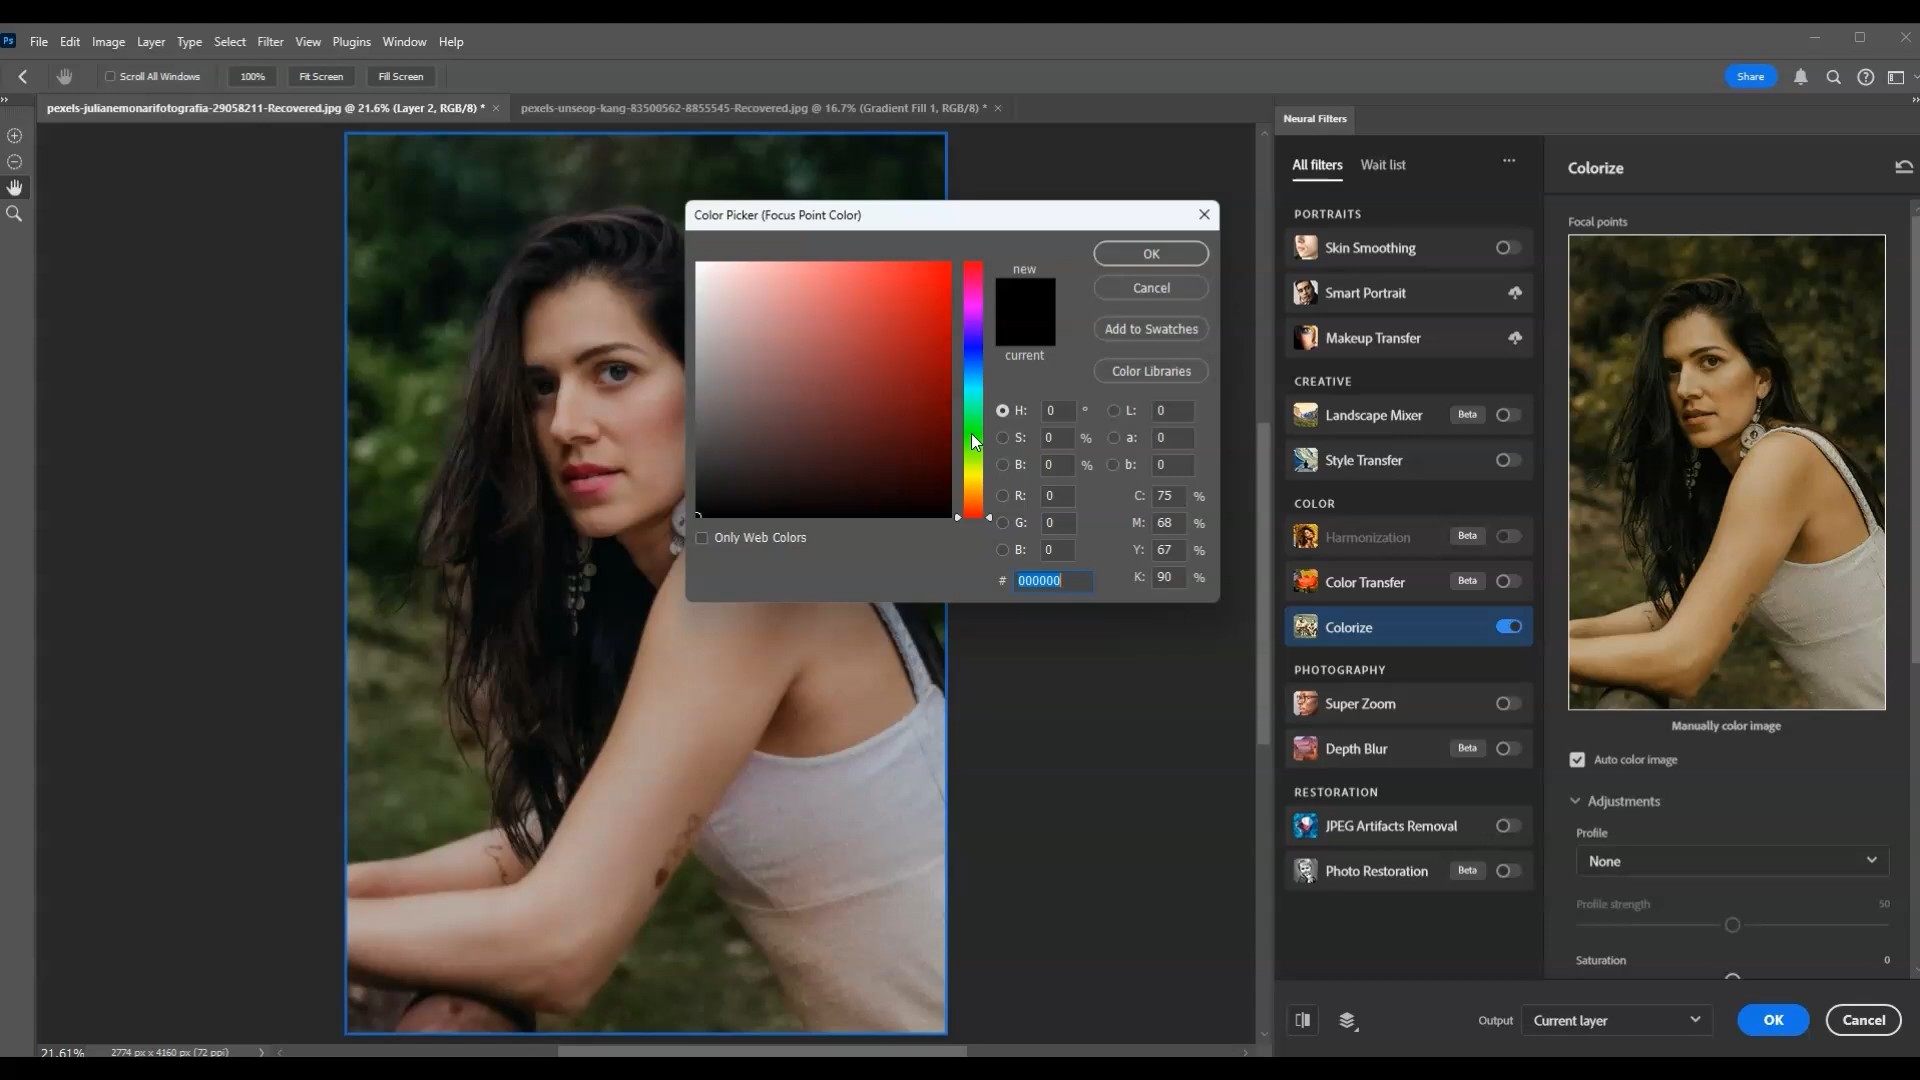 Ps File Edit Image Layer Type Select Filter View Plugins Window Help
Scroll All Windows 100% Fit Screen Fill Screen Share
pexels-julianemonarifotografia-29058211-Recovered.jpg @ 21.6% (Layer 2, RGB/8) * pexels-unseop-kang-83500562-8855545-Recovered.jpg @ 16.7% (Gradient Fill 1, RGB/8) *
Color Picker (Focus Point Color)
new
current
OK
Cancel
Add to Swatches
Color Libraries
H: 0 ° L: 0
S: 0 % a: 0
B: 0 % b: 0
R: 0 C: 75 %
G: 0 M: 68 %
B: 0 Y: 67 %
# 000000 K: 90 %
Only Web Colors
Neural Filters
All filters Wait list
PORTRAITS
Skin Smoothing
Smart Portrait
Makeup Transfer
CREATIVE
Landscape Mixer Beta
Style Transfer
COLOR
Harmonization Beta
Color Transfer Beta
Colorize
PHOTOGRAPHY
Super Zoom
Depth Blur Beta
RESTORATION
JPEG Artifacts Removal
Photo Restoration Beta
Colorize
Focal points
Manually color image
Auto color image
Adjustments
Profile
None
Profile strength 50
Saturation 0
Output Current layer OK Cancel
21.61% 2774 px x 4160 px (72 ppi)